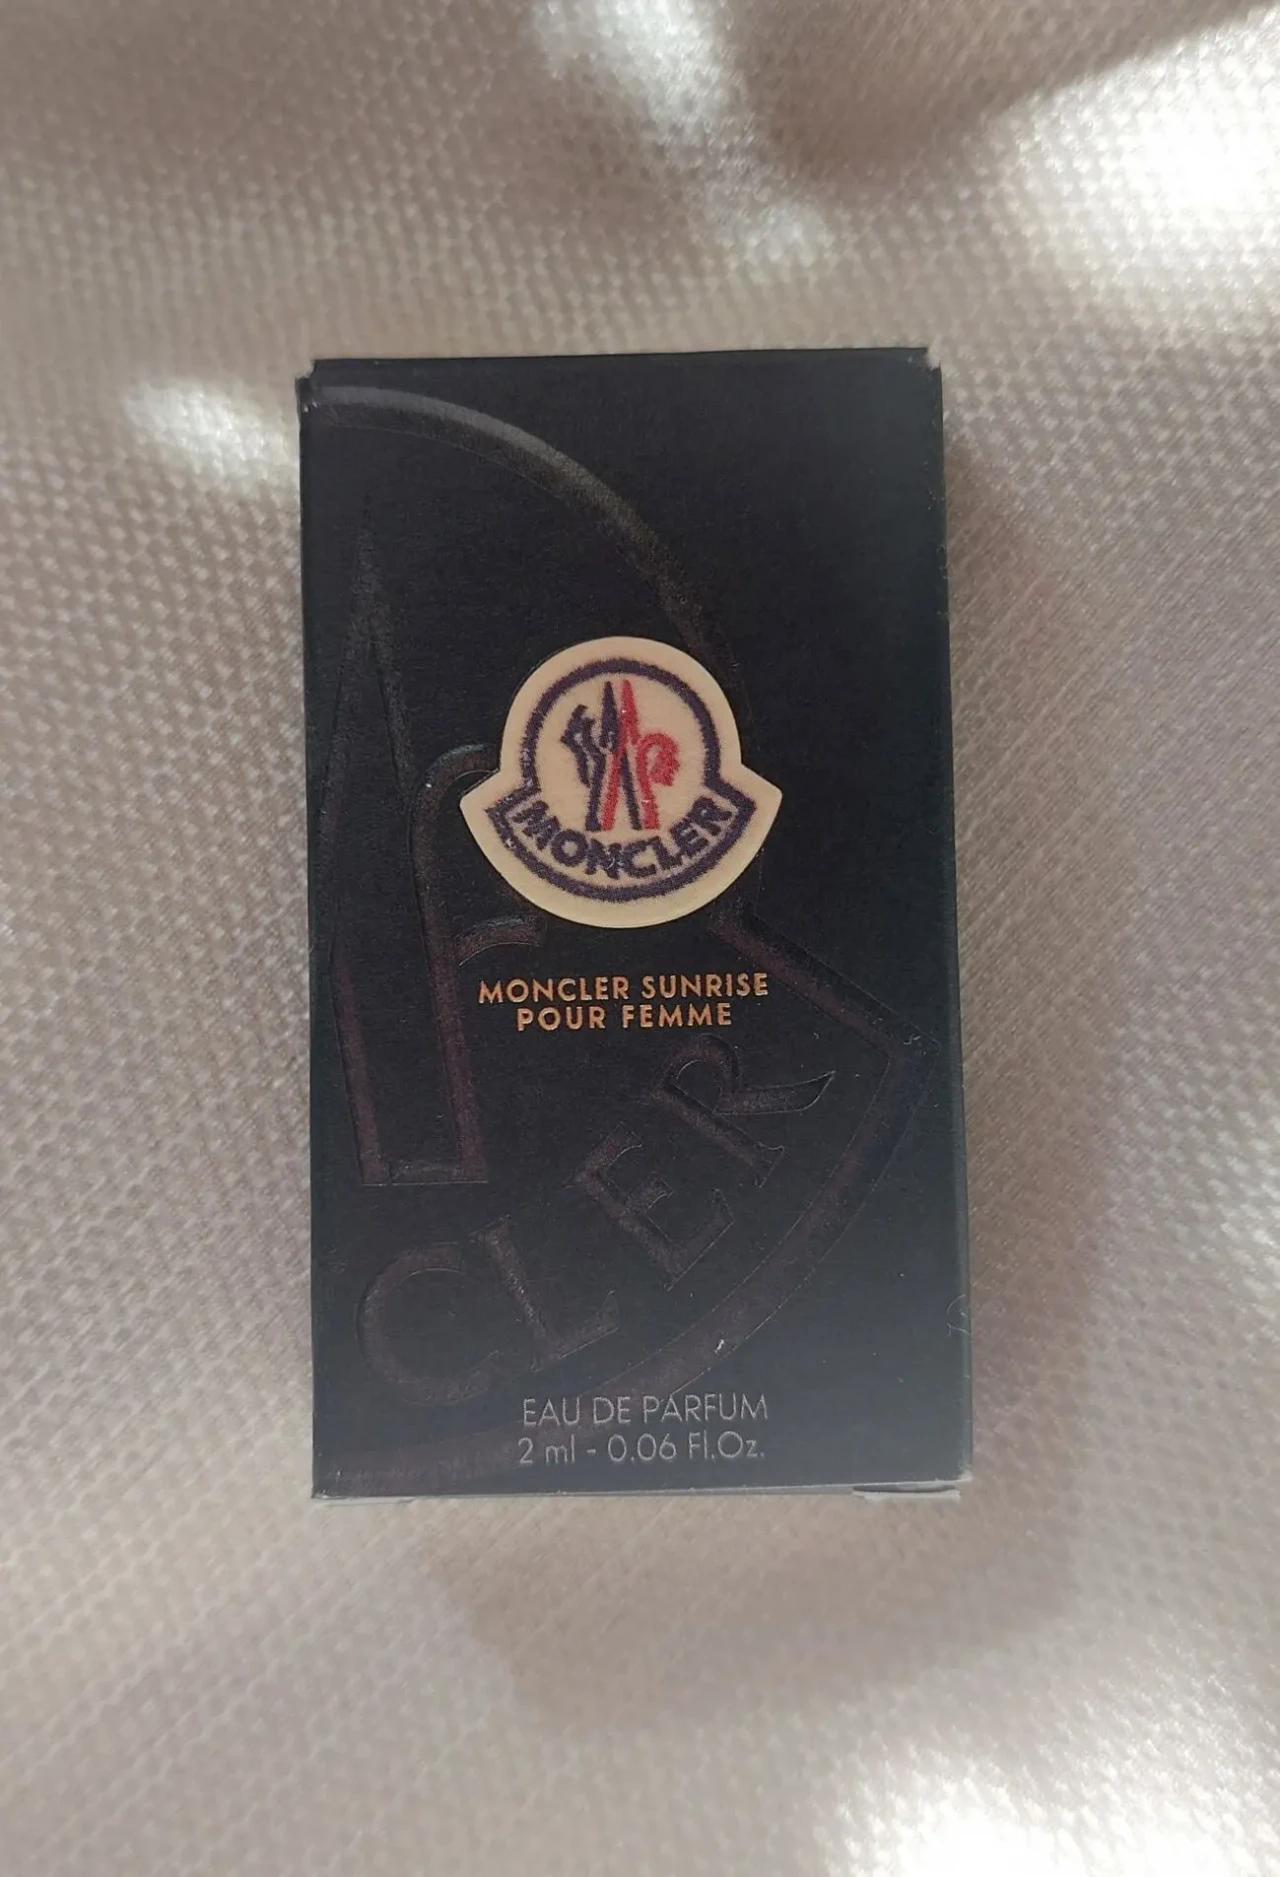 MONCLER
MONCLER SUNRISE
POUR FEMME
CLER
EAU DE PARFUM
2 ml - 0.06 Fl.Oz.